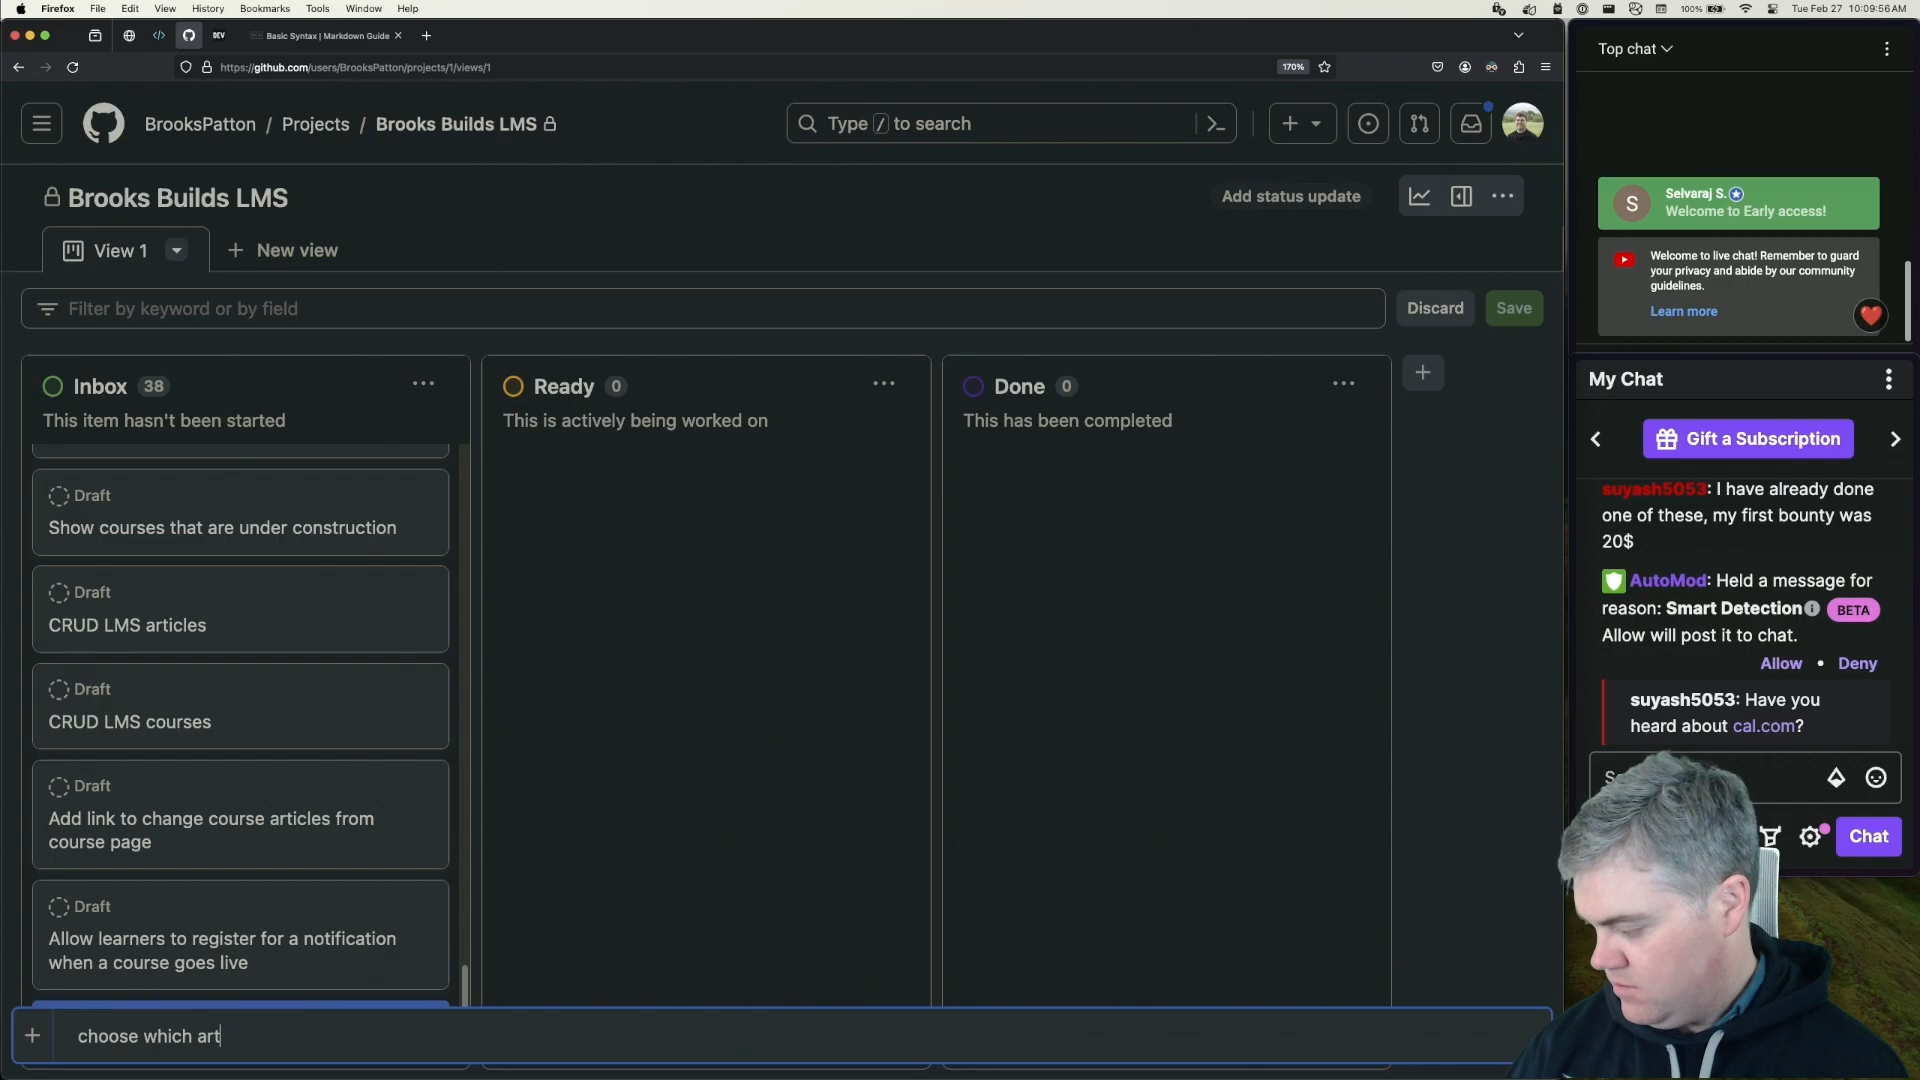 Firefox File Edit View History Bookmarks Tools Window Help
100% Tue Feb 27 10:09:56 AM
DEV Basic Syntax | Markdown Guide
https://github.com/users/BrooksPatton/projects/1/views/1
170%
BrooksPatton / Projects / Brooks Builds LMS
Type / to search
Brooks Builds LMS
Add status update
View 1
New view
Filter by keyword or by field
Discard
Save
Inbox 38
This item hasn't been started
Draft
Show courses that are under construction
Draft
CRUD LMS articles
Draft
CRUD LMS courses
Draft
Add link to change course articles from
course page
Draft
Allow learners to register for a notification
when a course goes live
Ready 0
This is actively being worked on
Done 0
This has been completed
choose which art
Top chat
S
Selvaraj S.
Welcome to Early access!
Welcome to live chat! Remember to guard
your privacy and abide by our community
guidelines.
Learn more
My Chat
Gift a Subscription
suyash5053: I have already done
one of these, my first bounty was
20$
AutoMod: Held a message for
reason: Smart Detection BETA
Allow will post it to chat.
Allow • Deny
suyash5053: Have you
heard about cal.com?
Chat